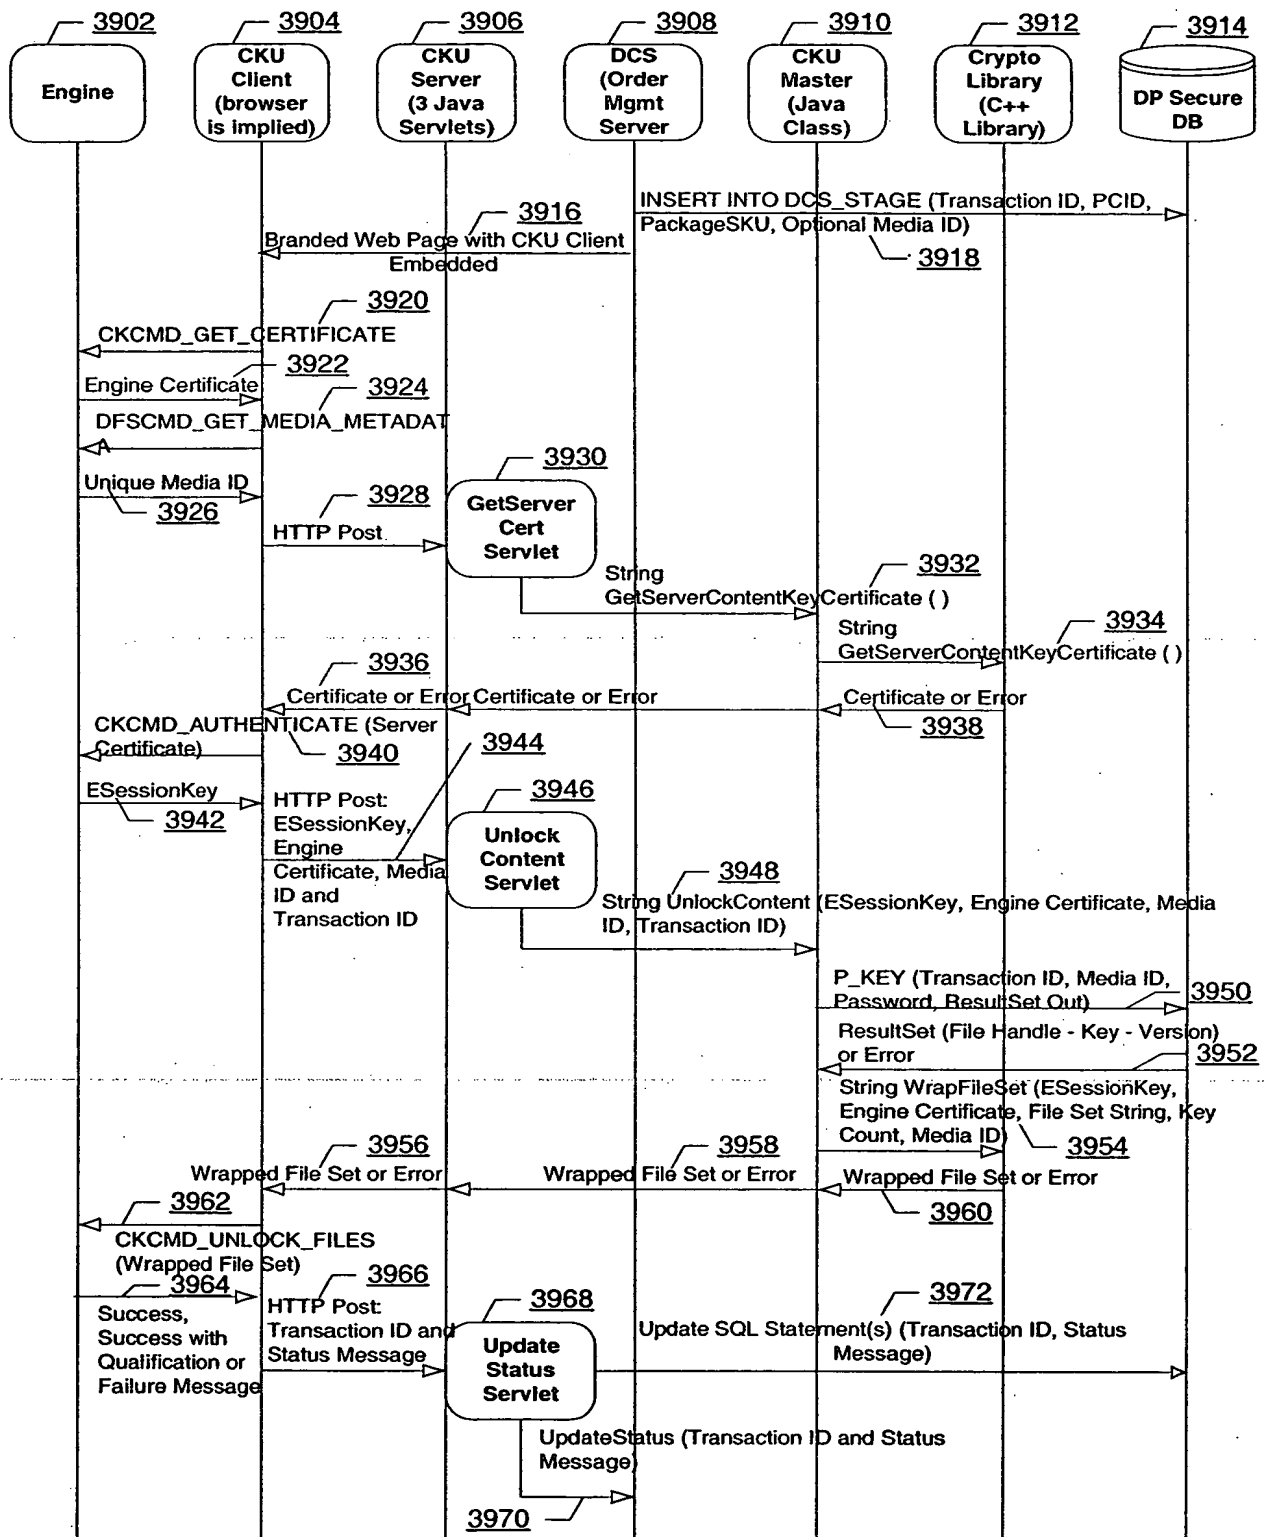 3902
3904
3906
3908
3910
3912
3914
Engine
CKU
Client
(browser
is implied)
CKU
Server
(3 Java
Servlets)
DCS
(Order
Mgmt
Server
CKU
Master
(Java
Class)
Crypto
Library
(C++
Library)
DP Secure
DB
INSERT INTO DCS_STAGE (Transaction ID, PCID,
PackageSKU, Optional Media ID)
3916
3918
Branded Web Page with CKU Client
Embedded
3920
CKCMD_GET_CERTIFICATE
3922
Engine Certificate
3924
DFSCMD_GET_MEDIA_METADAT
A
Unique Media ID
3926
3928
HTTP Post
3930
GetServer
Cert
Servlet
3932
String
GetServerContentKeyCertificate ( )
3934
String
GetServerContentKeyCertificate ( )
3936
Certificate or Error
Certificate or Error
Certificate or Error
3938
CKCMD_AUTHENTICATE (Server
Certificate)
3940
3944
ESessionKey
3942
HTTP Post:
ESessionKey,
Engine
Certificate, Media
ID and
Transaction ID
3946
Unlock
Content
Servlet
3948
String UnlockContent (ESessionKey, Engine Certificate, Media
ID, Transaction ID)
P_KEY (Transaction ID, Media ID,
Password, ResultSet Out)
3950
ResultSet (File Handle - Key - Version)
or Error
3952
String WrapFileSet (ESessionKey,
Engine Certificate, File Set String, Key
Count, Media ID)
3954
3956
Wrapped File Set or Error
3958
Wrapped File Set or Error
Wrapped File Set or Error
3960
3962
CKCMD_UNLOCK_FILES
(Wrapped File Set)
3964
Success,
Success with
Qualification or
Failure Message
3966
HTTP Post:
Transaction ID and
Status Message
3968
Update
Status
Servlet
3972
Update SQL Statement(s) (Transaction ID, Status
Message)
UpdateStatus (Transaction ID and Status
Message)
3970